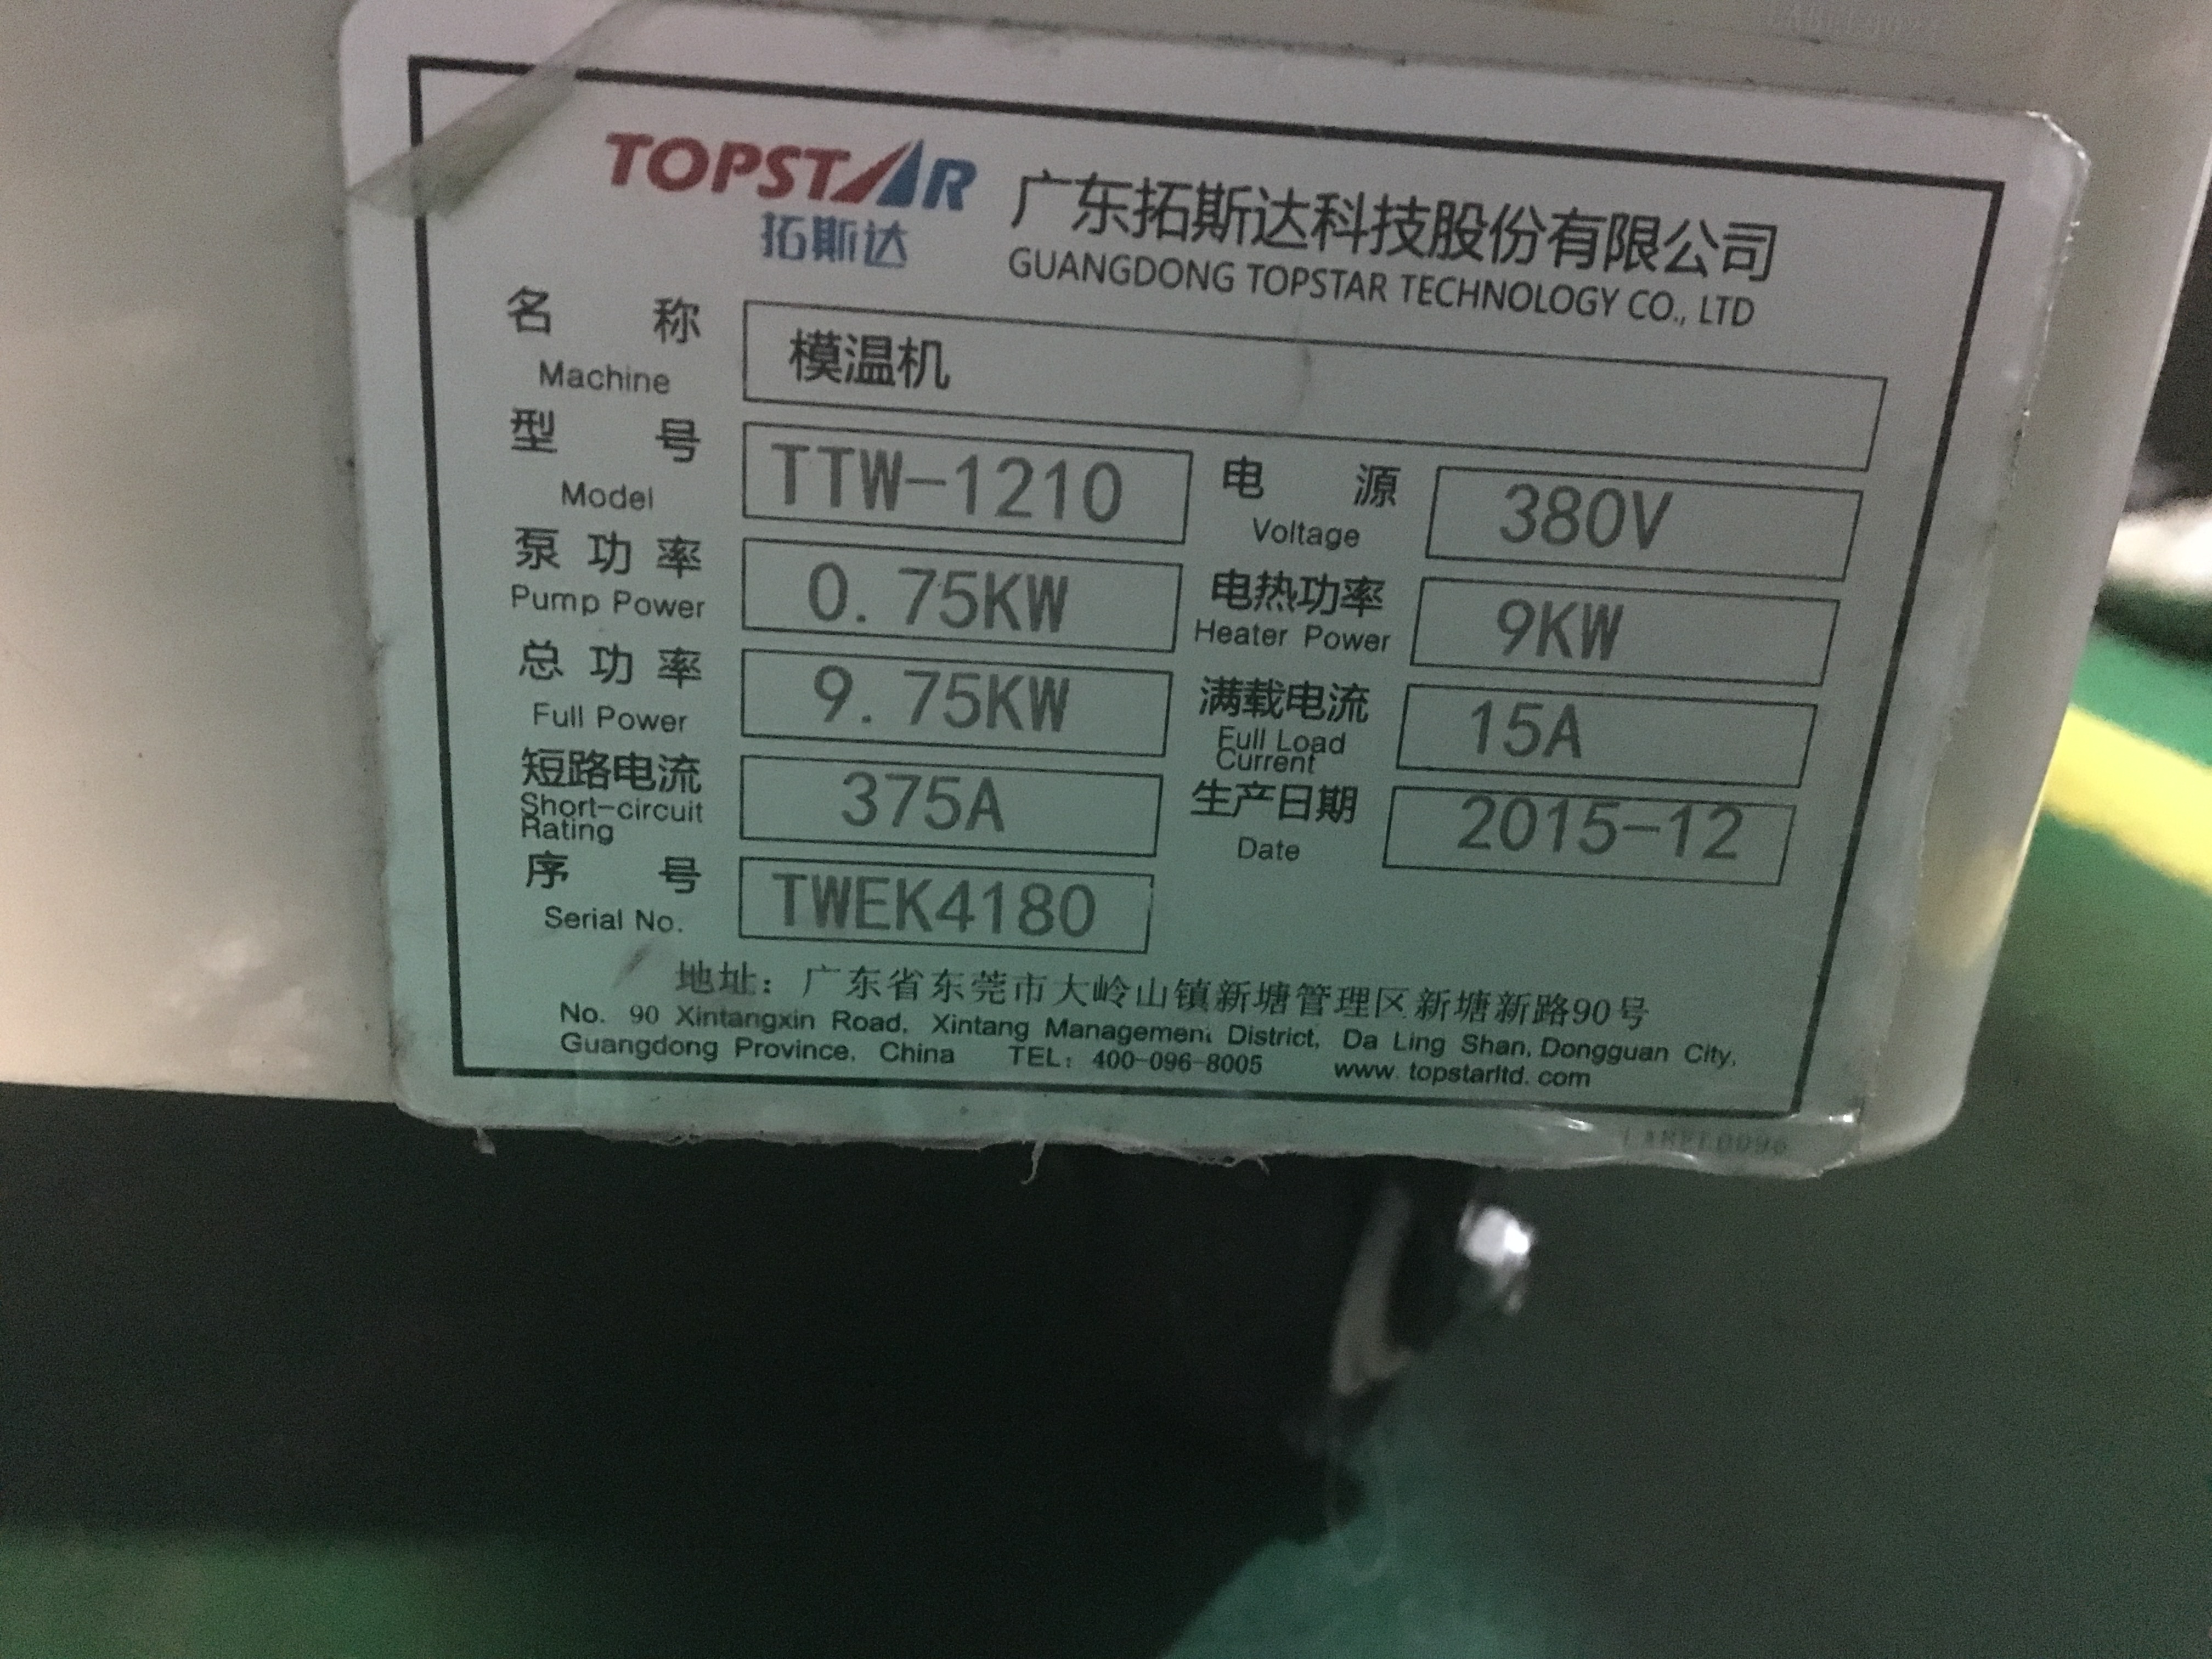 TOPSTAR
拓斯达
广东拓斯达科技股份有限公司
GUANGDONG TOPSTAR TECHNOLOGY CO., LTD
名 称 模温机
Machine
型 号 TTW-1210 电 源 380V
Model Voltage
泵 功 率 0.75KW 电热功率 9KW
Pump Power Heater Power
总 功 率 9.75KW 满载电流 15A
Full Power Full Load
Current
短路电流 375A 生产日期 2015-12
Short-circuit Date
Rating
序 号 TWEK4180
Serial No.
地址：广东省东莞市大岭山镇新塘管理区新塘新路90号
No. 90 Xintangxin Road, Xintang Management District, Da Ling Shan, Dongguan City,
Guangdong Province, China TEL: 400-096-8005 www.topstarltd.com